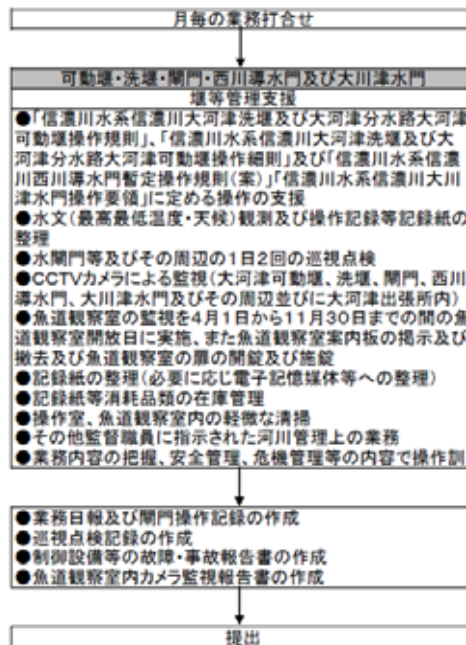 月毎の業務打合せ
可動堰・洗堰・閘門・西川導水門及び大川津水門
堰等管理支援
●「信濃川水系信濃川大河津洗堰及び大河津分水路大河津
可動堰操作規則」、「信濃川水系信濃川大河津洗堰及び大
河津分水路大河津可動堰操作細則」及び「信濃川水系信濃
川西川導水門暫定操作規則(案)」「信濃川水系信濃川大川
津水門操作要領」に定める操作の支援
●水文(最高最低温度・天候)観測及び操作記録等記録紙の
整理
●水閘門等及びその周辺の1日2回の巡視点検
●CCTVカメラによる監視(大河津可動堰、洗堰、閘門、西川
導水門、大川津水門及びその周辺並びに大河津出張所内)
●魚道観察室の監視を4月1日から11月30日までの間の魚
道観察室開放日に実施、また魚道観察室案内板の掲示及び
撤去及び魚道観察室の扉の開錠及び施錠
●記録紙の整理(必要に応じ電子記憶媒体等への整理)
●記録紙等消耗品類の在庫管理
●操作室、魚道観察室内の軽微な清掃
●その他監督職員に指示された河川管理上の業務
●業務内容の把握、安全管理、危機管理等の内容で操作訓
●業務日報及び閘門操作記録の作成
●巡視点検記録の作成
●制御設備等の故障・事故報告書の作成
●魚道観察室内カメラ監視報告書の作成
提出